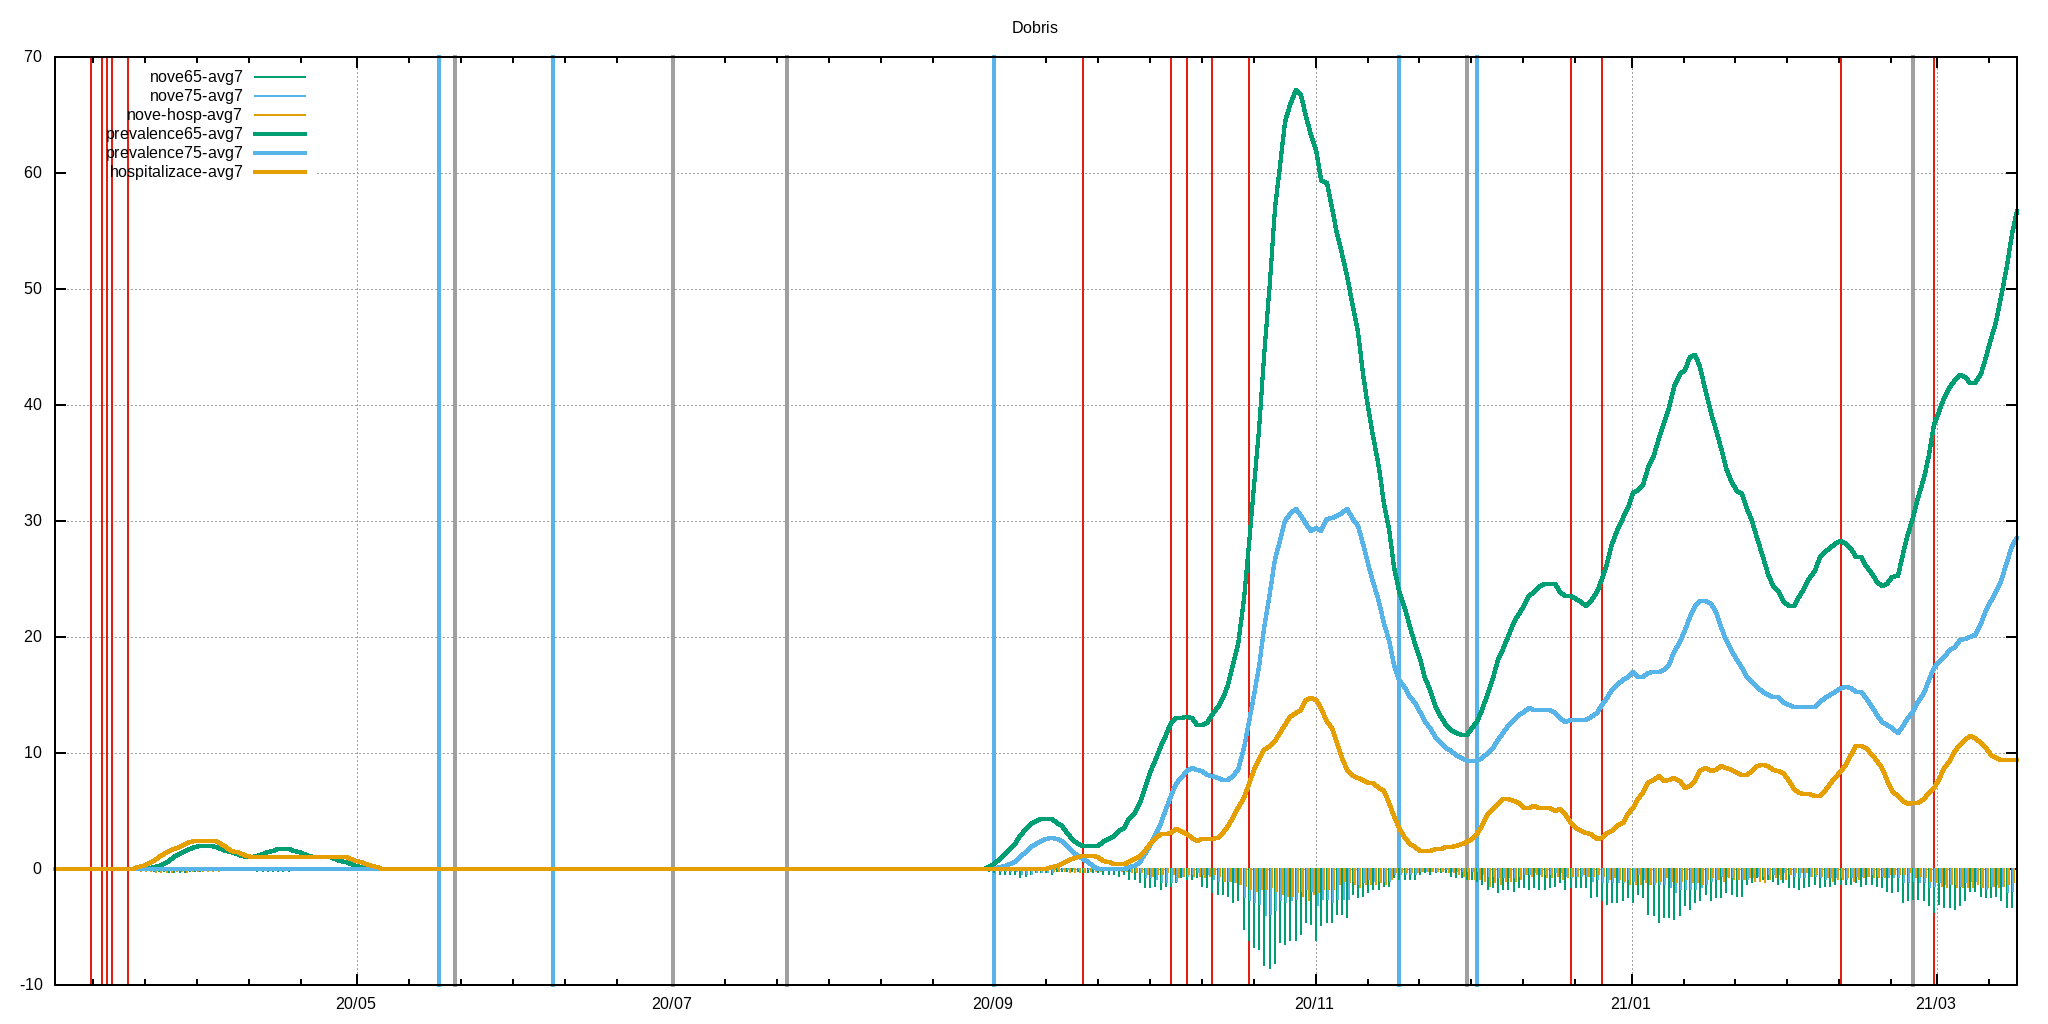 Dobris
70
nove65-avg7
nove75-avg7
nove-hosp-avg7
prevalence65-avg7
prevalence75-avg7
hospitalizace-avg7
60
50
40
30
20
10
0
-10
20/05
20/07
20/09
20/11
21/01
21/03